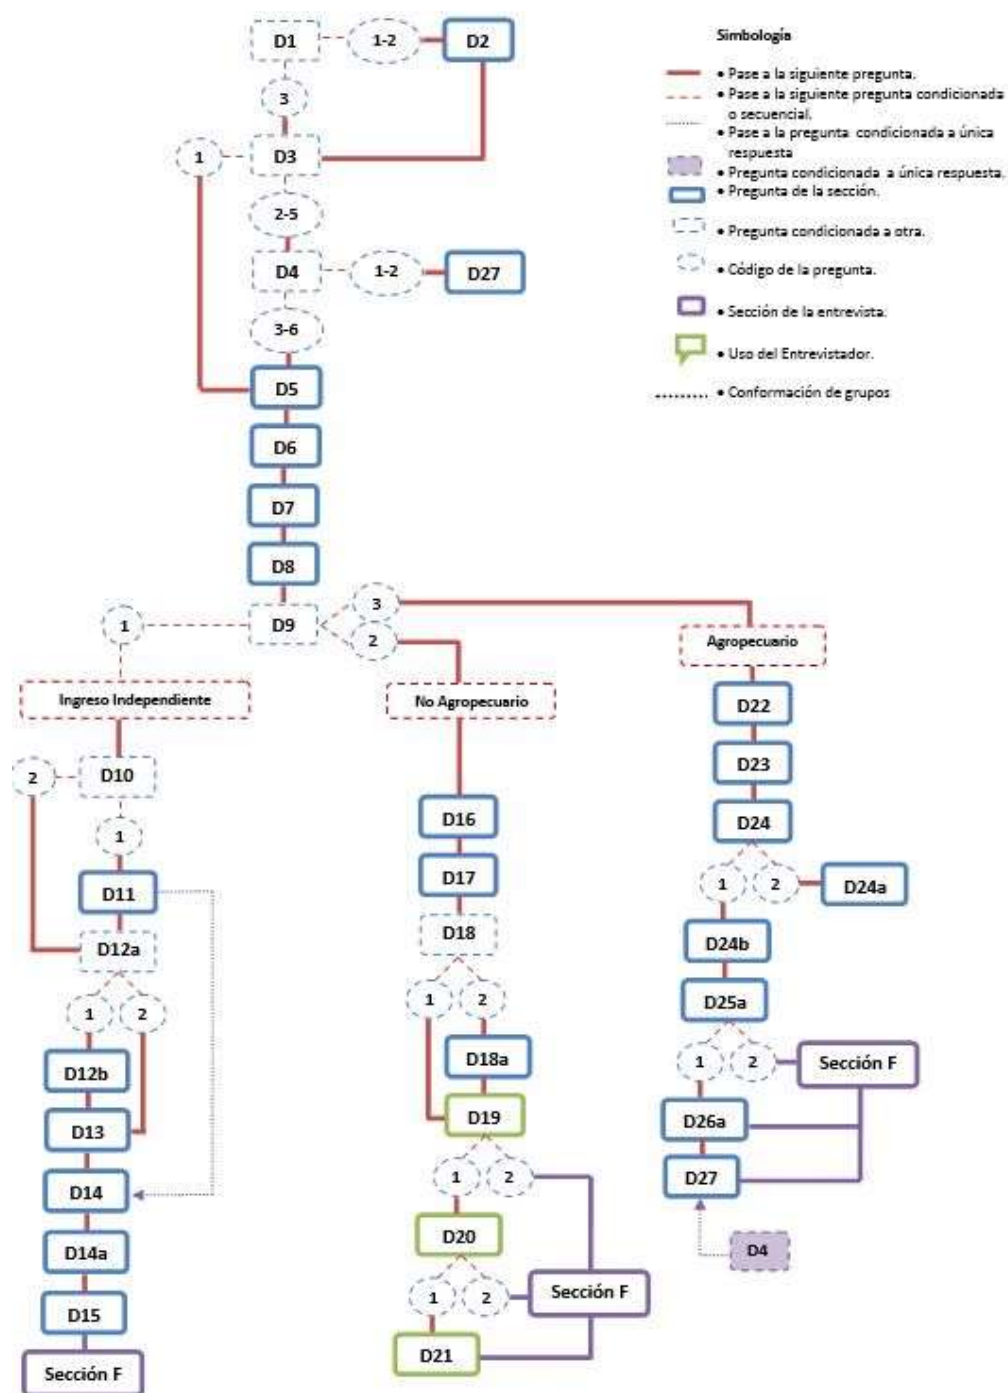 D1
1-2
D2
3
1
D3
2-5
D4
1-2
D27
3-6
D5
D6
D7
D8
D9
1
3
2
Simbología
• Pase a la siguiente pregunta.
• Pase a la siguiente pregunta condicionada
o secuencial.
• Pase a la pregunta condicionada a única
respuesta
• Pregunta condicionada a única respuesta.
• Pregunta de la sección.
• Pregunta condicionada a otra.
• Código de la pregunta.
• Sección de la entrevista.
• Uso del Entrevistador.
• Conformación de grupos
Ingreso Independiente
D10
2
1
D11
D12a
1
2
D12b
D13
D14
D14a
D15
Sección F
No Agropecuario
D16
D17
D18
1
2
D18a
D19
1
2
D20
1
2
Sección F
D21
Agropecuario
D22
D23
D24
1
2
D24a
D24b
D25a
1
2
Sección F
D26a
D27
D4